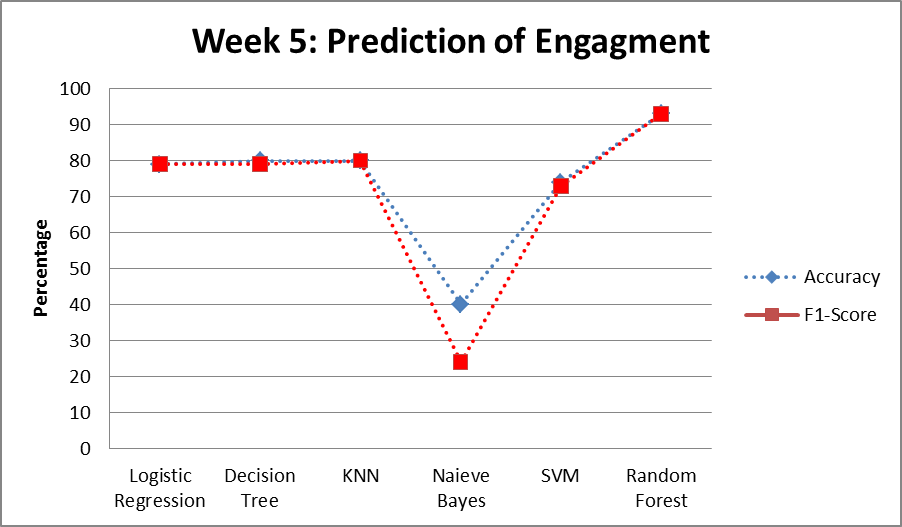 Week 5: Prediction of Engagment
100
90
80
70
60
50
40
30
20
10
0
Percentage
Logistic
Regression
Decision
Tree
KNN
Naieve
Bayes
SVM
Random
Forest
Accuracy
F1-Score